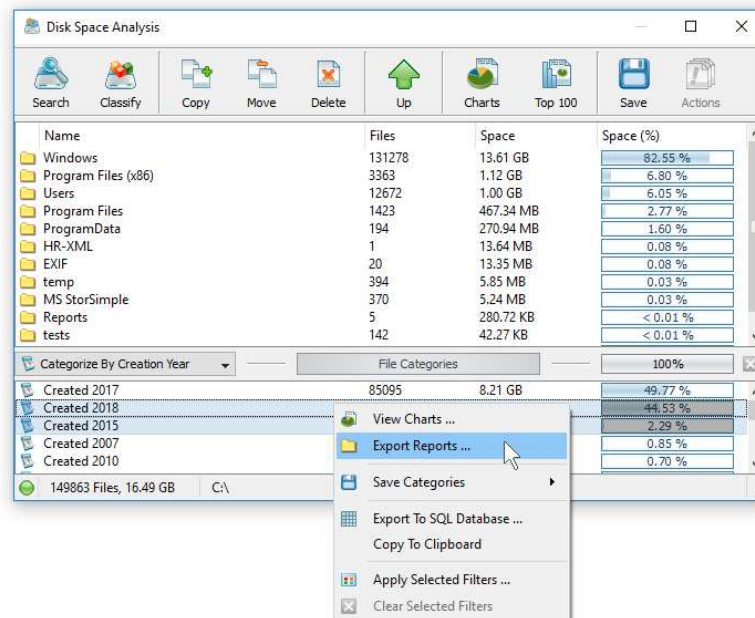 Disk Space Analysis
Search Classify Copy Move Delete Up Charts Top 100 Save Actions
Name Files Space Space (%)
Windows 131278 13.61 GB 82.55 %
Program Files (x86) 3363 1.12 GB 6.80 %
Users 12672 1.00 GB 6.05 %
Program Files 1423 467.34 MB 2.77 %
ProgramData 194 270.94 MB 1.60 %
HR-XML 1 13.64 MB 0.08 %
EXIF 20 13.35 MB 0.08 %
temp 394 5.85 MB 0.03 %
MS StorSimple 370 5.24 MB 0.03 %
Reports 5 280.72 KB < 0.01 %
tests 142 42.27 KB < 0.01 %
Categorize By Creation Year File Categories 100%
Created 2017 85095 8.21 GB 49.77 %
Created 2018 44.53 %
Created 2015 2.29 %
Created 2007 0.85 %
Created 2010 0.70 %
149863 Files, 16.49 GB C:\
View Charts ...
Export Reports ...
Save Categories
Export To SQL Database ...
Copy To Clipboard
Apply Selected Filters ...
Clear Selected Filters